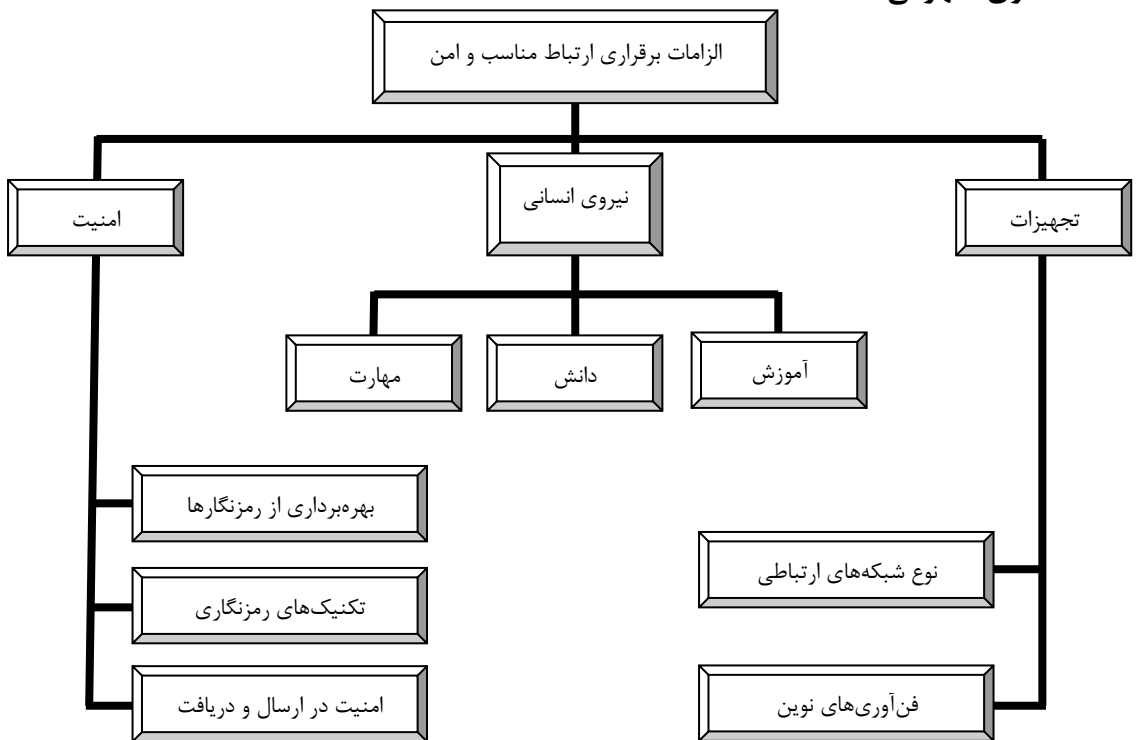 الزامات برقراری ارتباط مناسب و امن
تجهیزات
نیروی انسانی
امنیت
آموزش
دانش
مهارت
نوع شبکه‌های ارتباطی
فن‌آوری‌های نوین
بهره‌برداری از رمزنگارها
تکنیک‌های رمزنگاری
امنیت در ارسال و دریافت